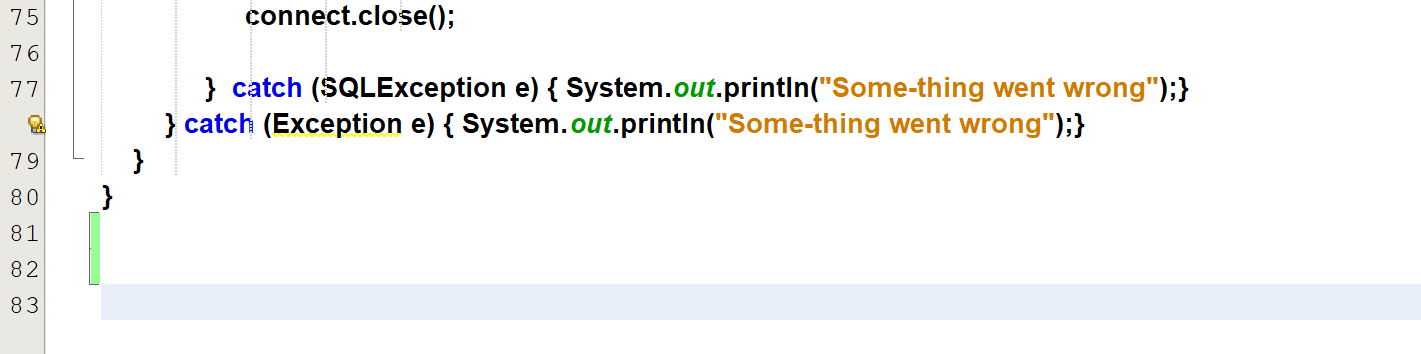 75 connect.close();
76
77 } catch (SQLException e) { System.out.println("Some-thing went wrong");}
} catch (Exception e) { System.out.println("Some-thing went wrong");}
79 }
80 }
81
82
83